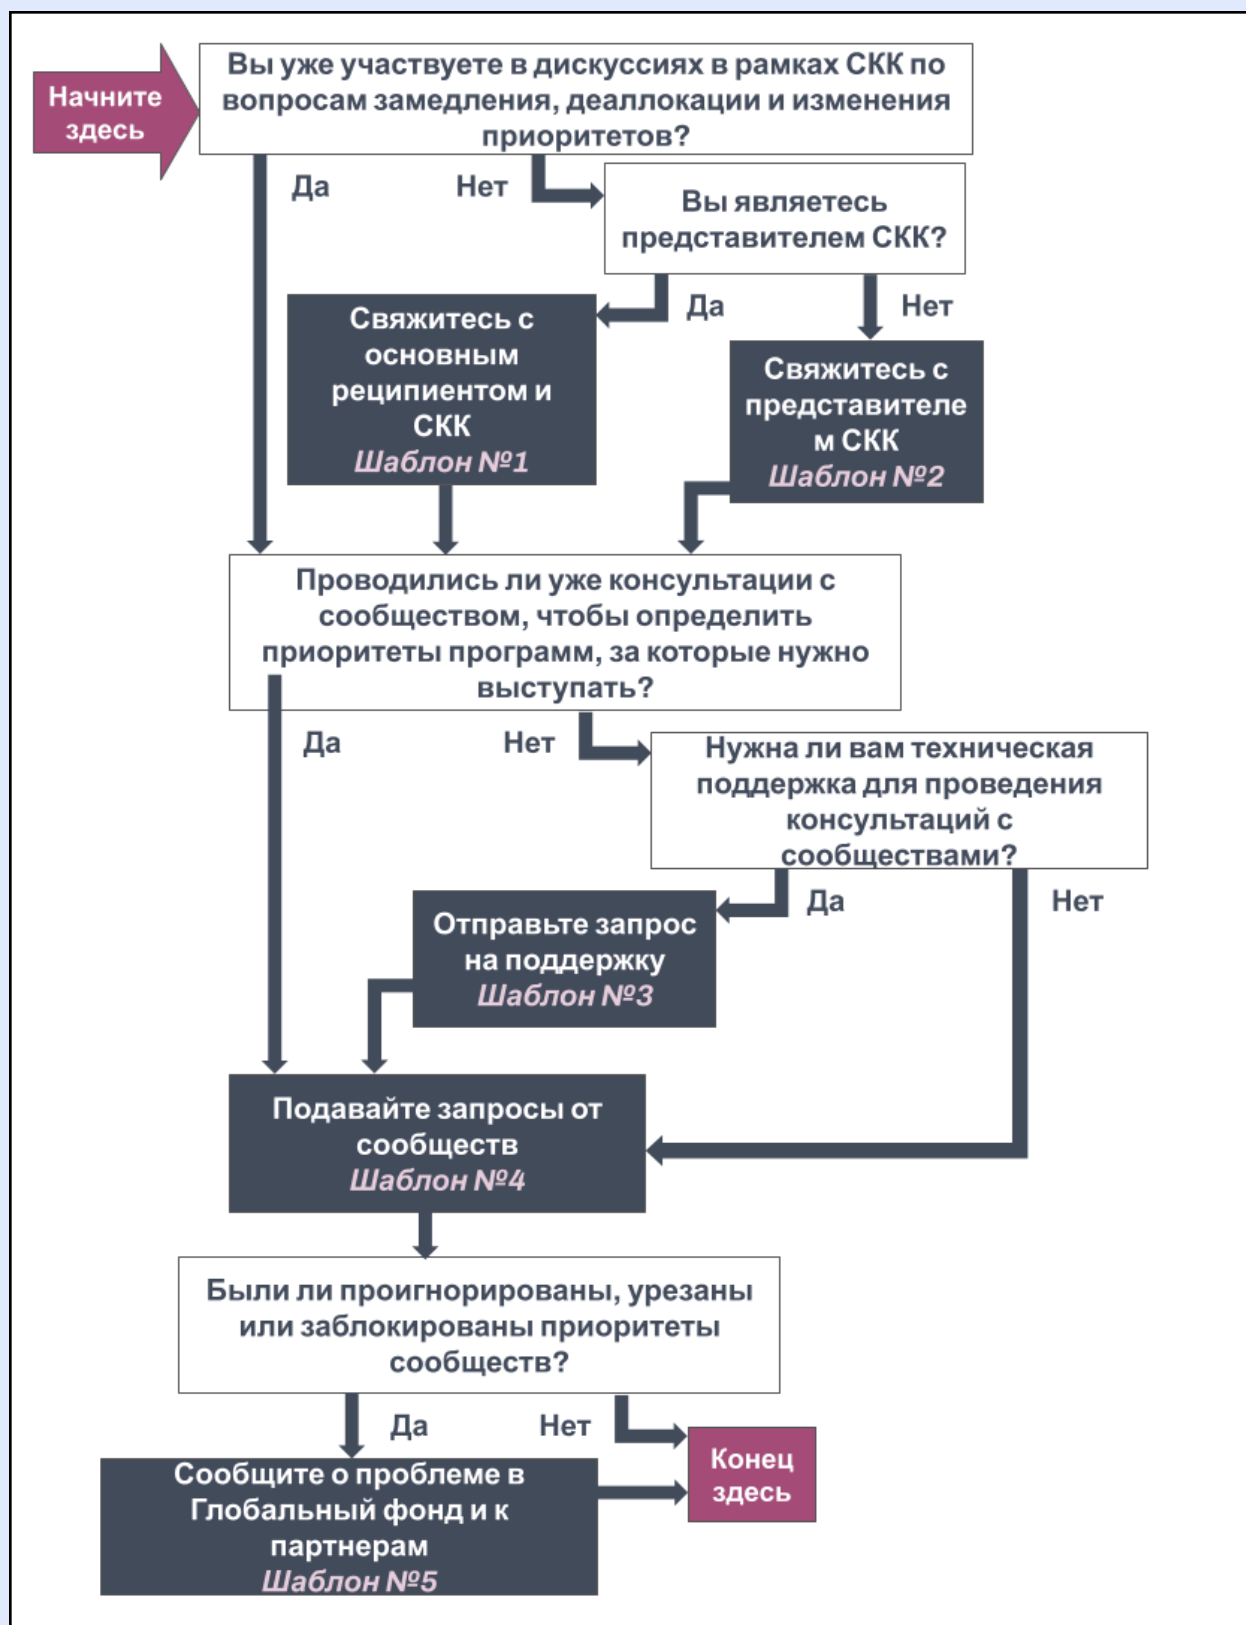 Начните
здесь
Вы уже участвуете в дискуссиях в рамках СКК по
вопросам замедления, деаллокации и изменения
приоритетов?
Да
Нет
Вы являетесь
представителем СКК?
Да
Нет
Свяжитесь с
основным
реципиентом и
СКК
Шаблон №1
Свяжитесь с
представителе
м СКК
Шаблон №2
Проводились ли уже консультации с
сообществом, чтобы определить
приоритеты программ, за которые нужно
выступать?
Да
Нет
Нужна ли вам техническая
поддержка для проведения
консультаций с
сообществами?
Да
Нет
Отправьте запрос
на поддержку
Шаблон №3
Подавайте запросы от
сообществ
Шаблон №4
Были ли проигнорированы, урезаны
или заблокированы приоритеты
сообществ?
Да
Нет
Конец
здесь
Сообщите о проблеме в
Глобальный фонд и к
партнерам
Шаблон №5